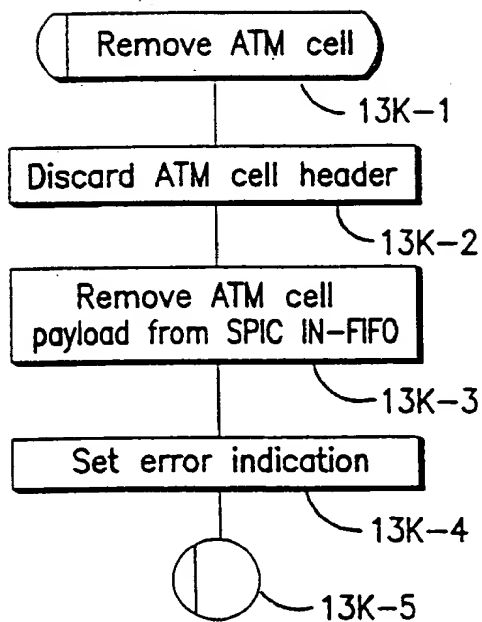 Remove ATM cell
13K-1
Discard ATM cell header
13K-2
Remove ATM cell
payload from SPIC IN-FIFO
13K-3
Set error indication
13K-4
13K-5